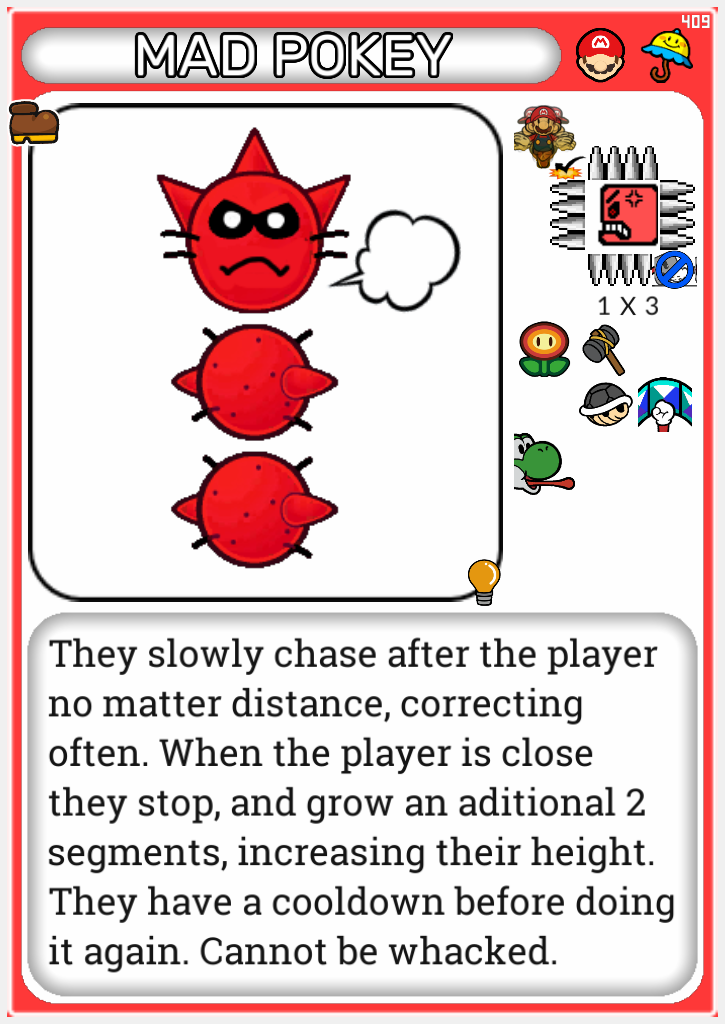 409
MAD POKEY
1 X 3
They slowly chase after the player
no matter distance, correcting
often. When the player is close
they stop, and grow an aditional 2
segments, increasing their height.
They have a cooldown before doing
it again. Cannot be whacked.